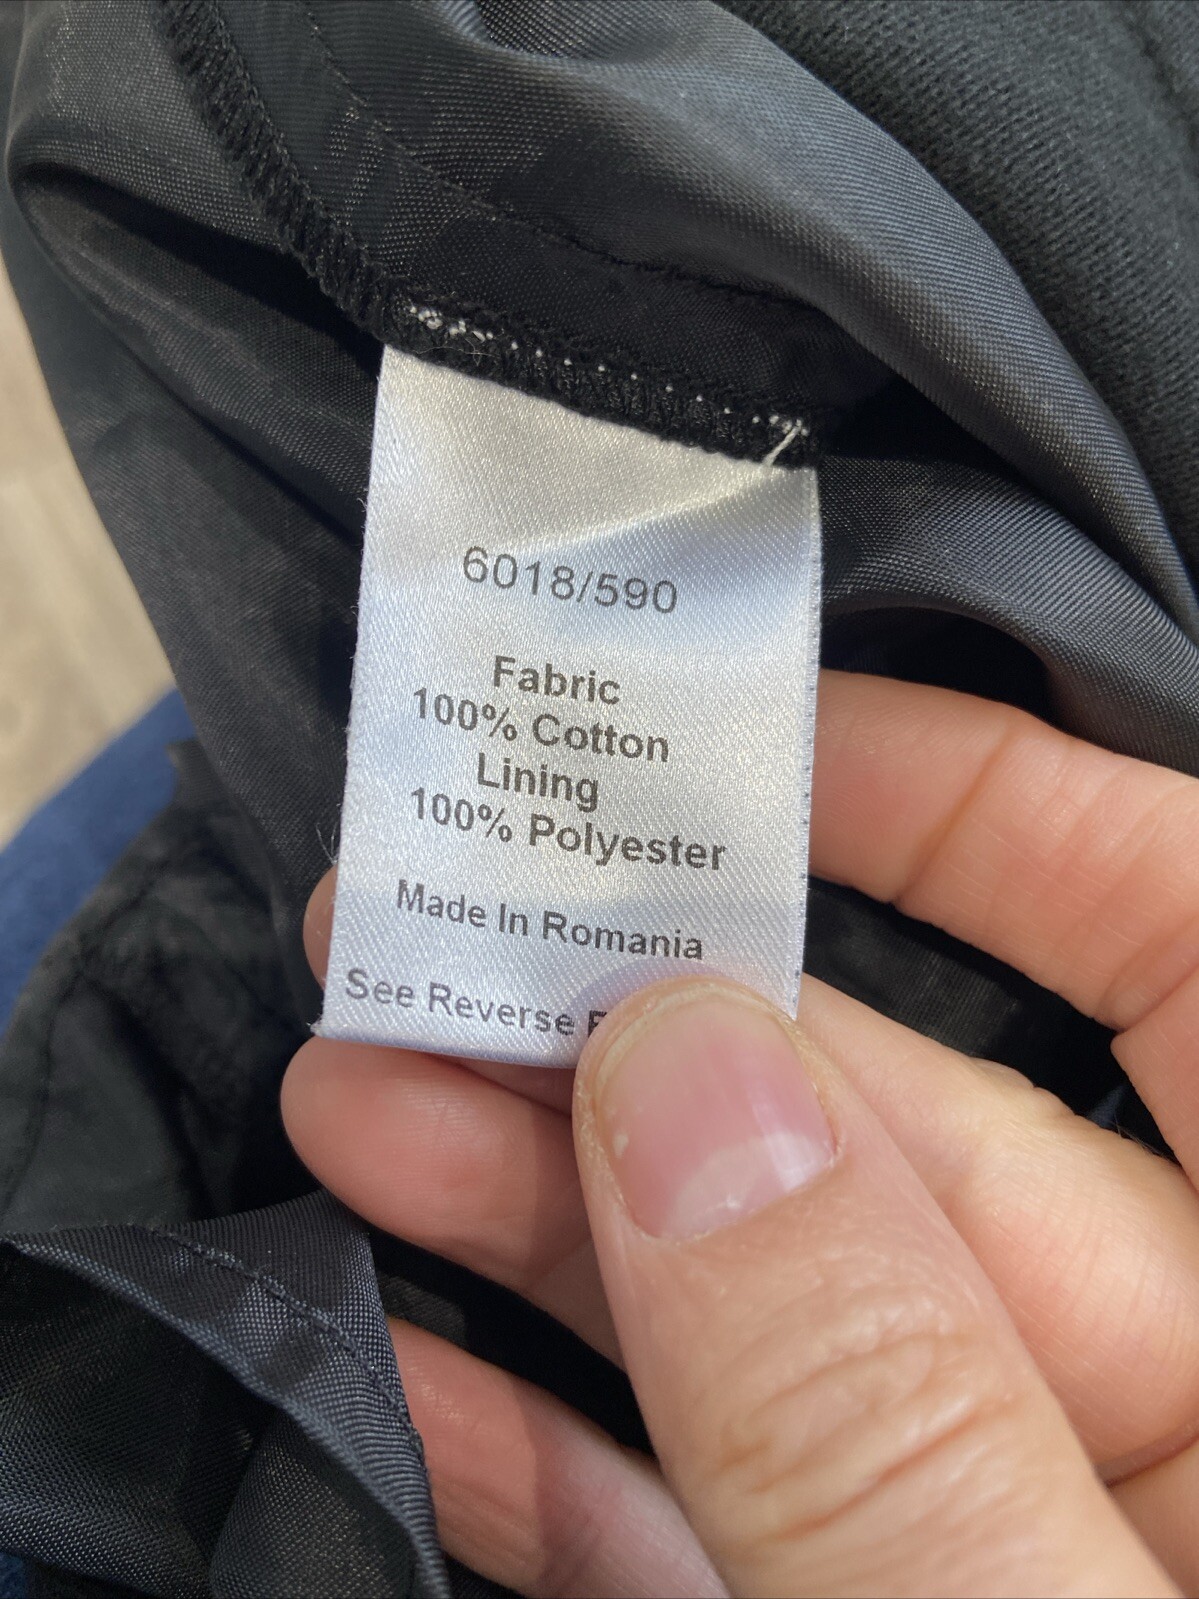 6018/590
Fabric
100% Cotton
Lining
100% Polyester
Made In Romania
See Reverse